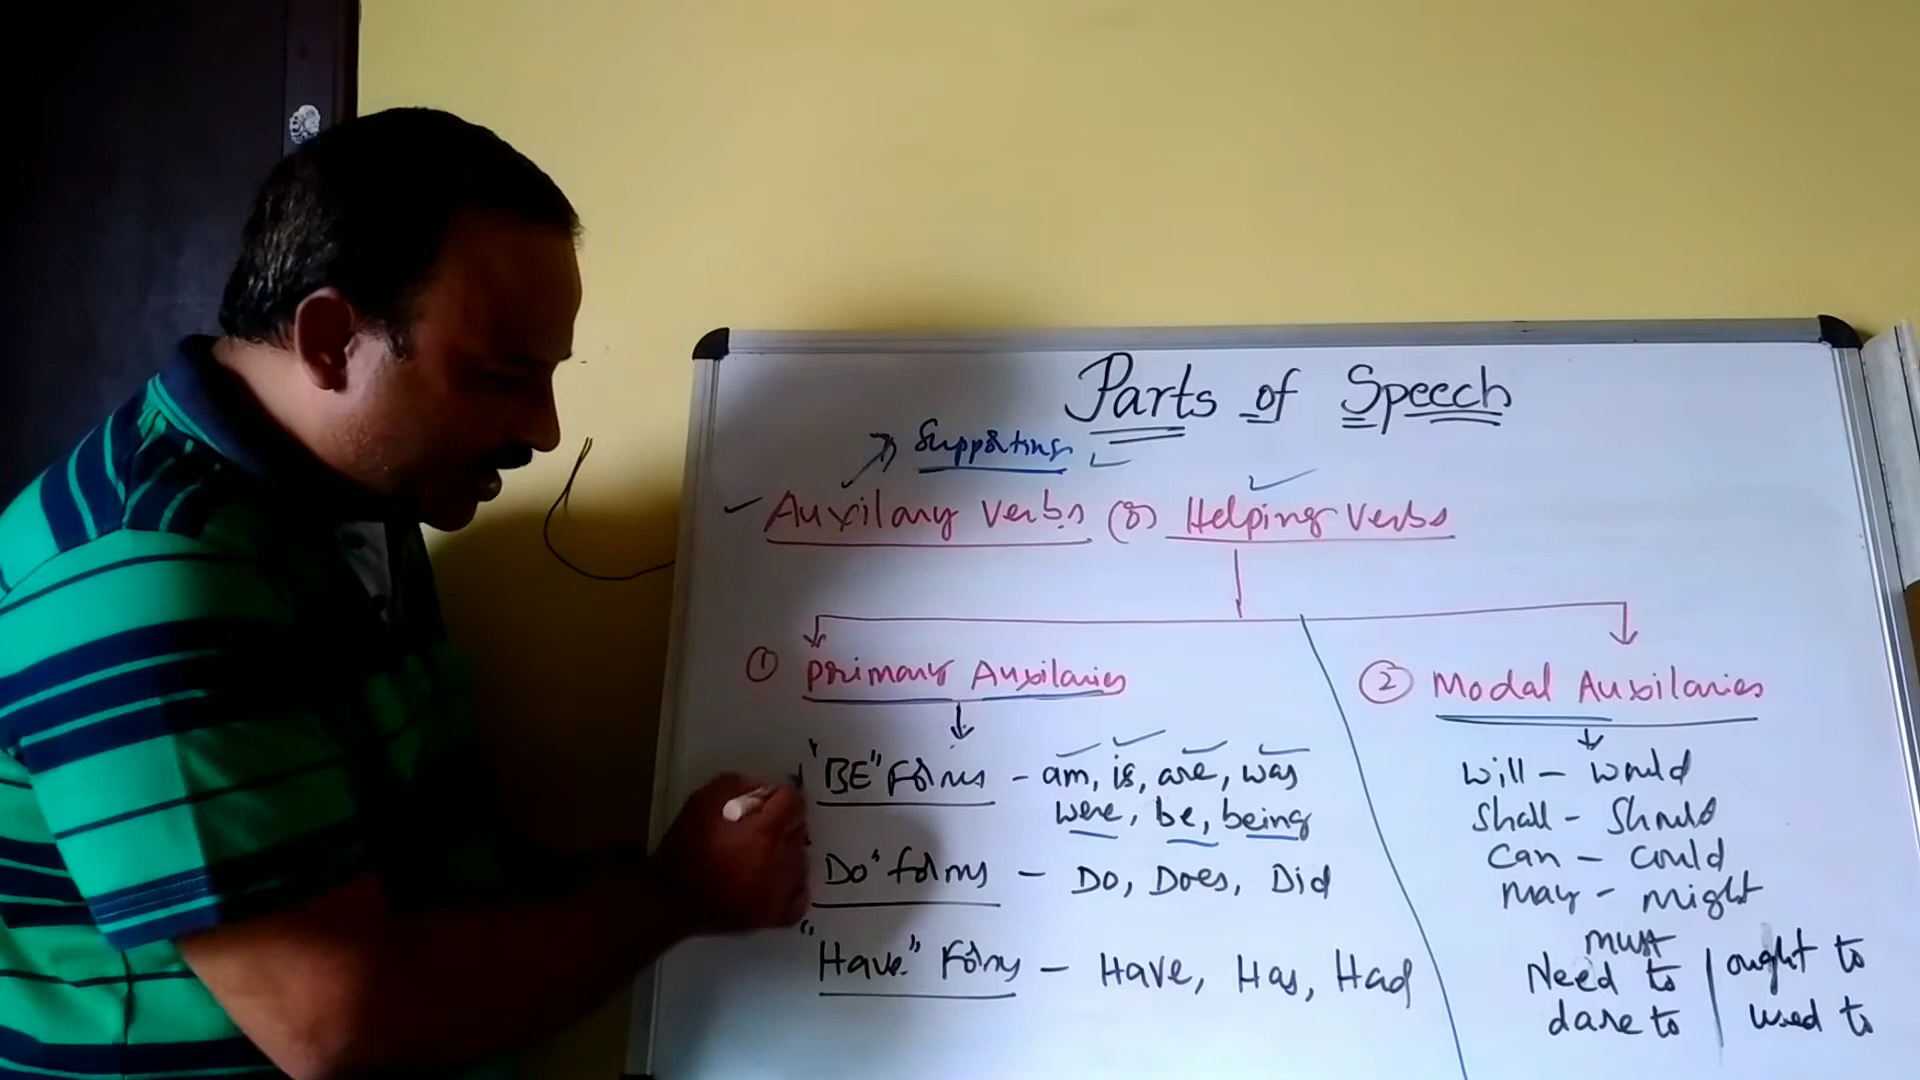 Parts of Speech
Supporting
Auxilary Verbs (or) Helping Verbs
① Primary Auxilaries
② Modal Auxilaries
"BE" Forms - am, is, are, was
were, be, being
"Do" forms - Do, Does, Did
"Have" Forms - Have, Has, Had
will - would
shall - should
can - could
may - might
must
Need to | ought to
dare to | used to